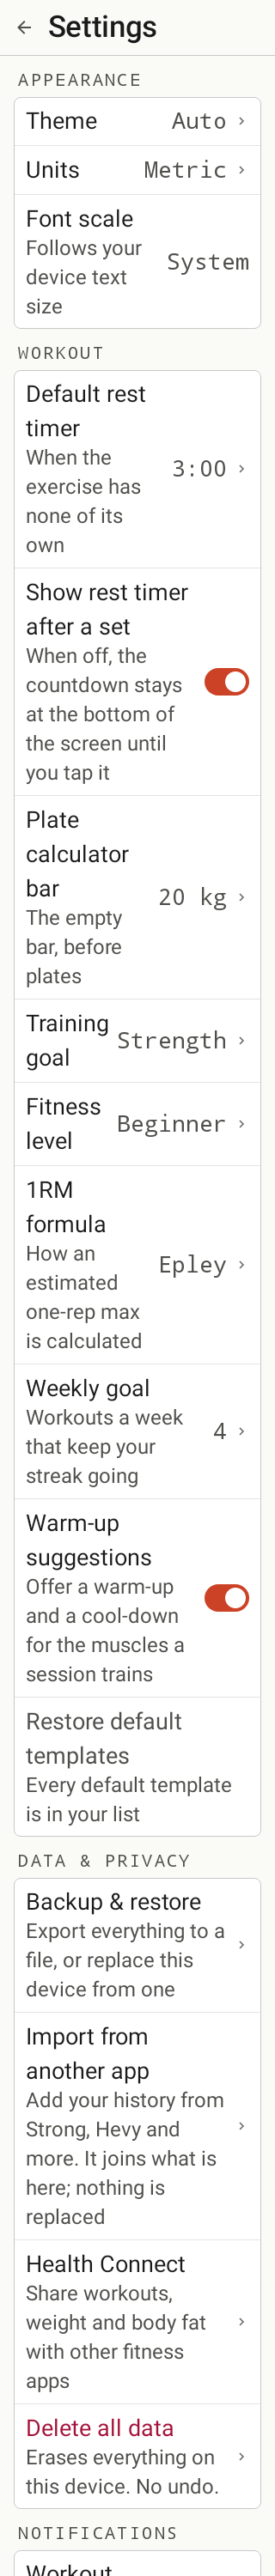 Settings
APPEARANCE
Theme
Auto
Units
Metric
Font scale
Follows your
device text
size
System
WORKOUT
Default rest
timer
When the
exercise has
none of its
own
3:00
Show rest timer
after a set
When off, the
countdown stays
at the bottom of
the screen until
you tap it
Plate
calculator
bar
The empty
bar, before
plates
20 kg
Training
goal
Strength
Fitness
level
Beginner
1RM
formula
How an
estimated
one-rep max
is calculated
Epley
Weekly goal
Workouts a week
that keep your
streak going
4
Warm-up
suggestions
Offer a warm-up
and a cool-down
for the muscles a
session trains
Restore default
templates
Every default template
is in your list
DATA & PRIVACY
Backup & restore
Export everything to a
file, or replace this
device from one
Import from
another app
Add your history from
Strong, Hevy and
more. It joins what is
here; nothing is
replaced
Health Connect
Share workouts,
weight and body fat
with other fitness
apps
Delete all data
Erases everything on
this device. No undo.
NOTIFICATIONS
Workout